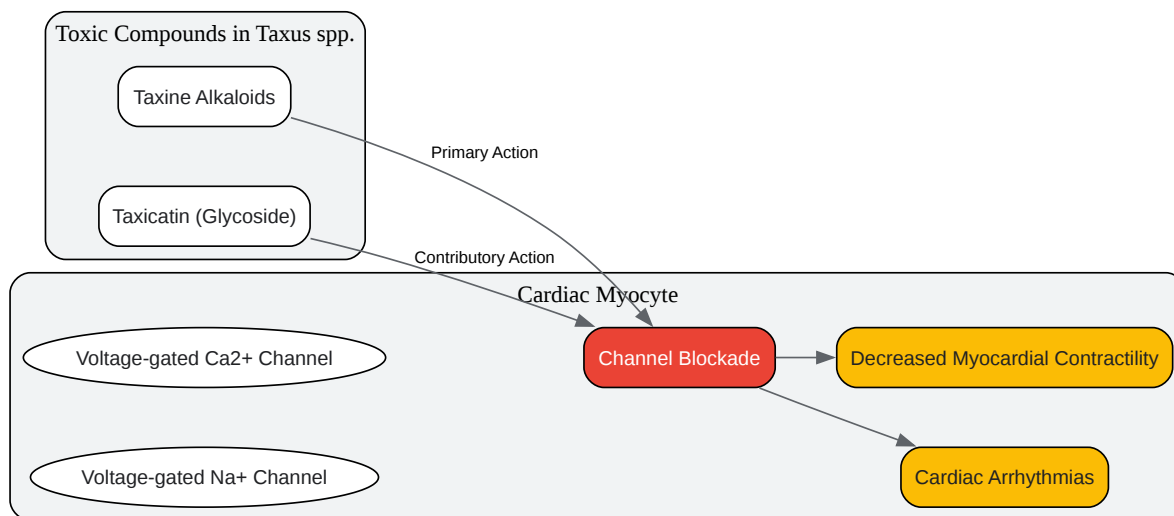 Toxic Compounds in Taxus spp.
Taxine Alkaloids
Primary Action
Taxicatin (Glycoside)
Contributory Action
Cardiac Myocyte
Voltage-gated Ca2+ Channel
Channel Blockade
Decreased Myocardial Contractility
Voltage-gated Na+ Channel
Cardiac Arrhythmias